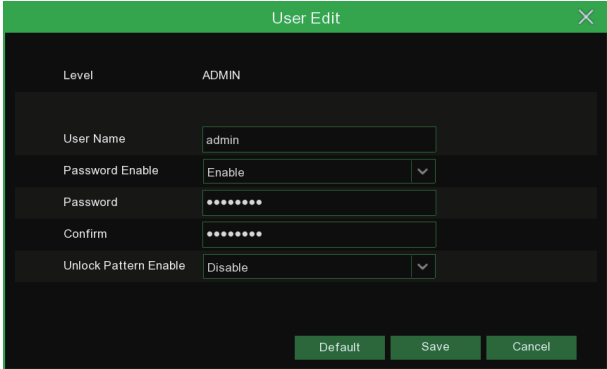 User Edit
Level ADMIN
User Name admin
Password Enable Enable
Password ••••••••
Confirm ••••••••
Unlock Pattern Enable Disable
Default Save Cancel